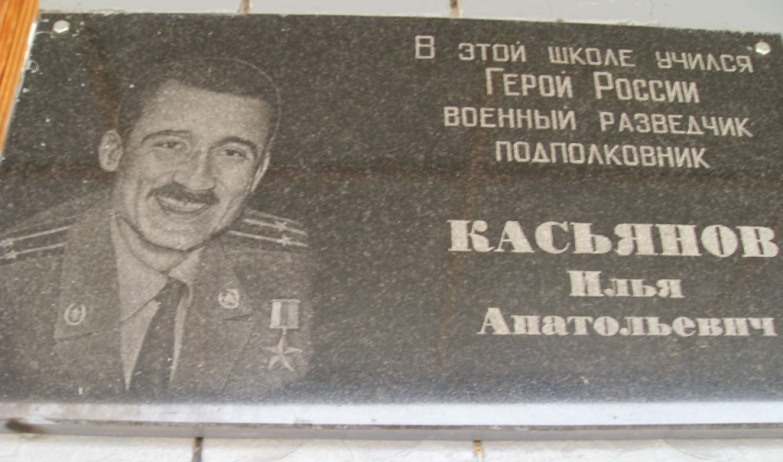 В этой школе учился
Герой России
военный разведчик
подполковник
КАСЬЯНОВ
Илья
Анатольевич